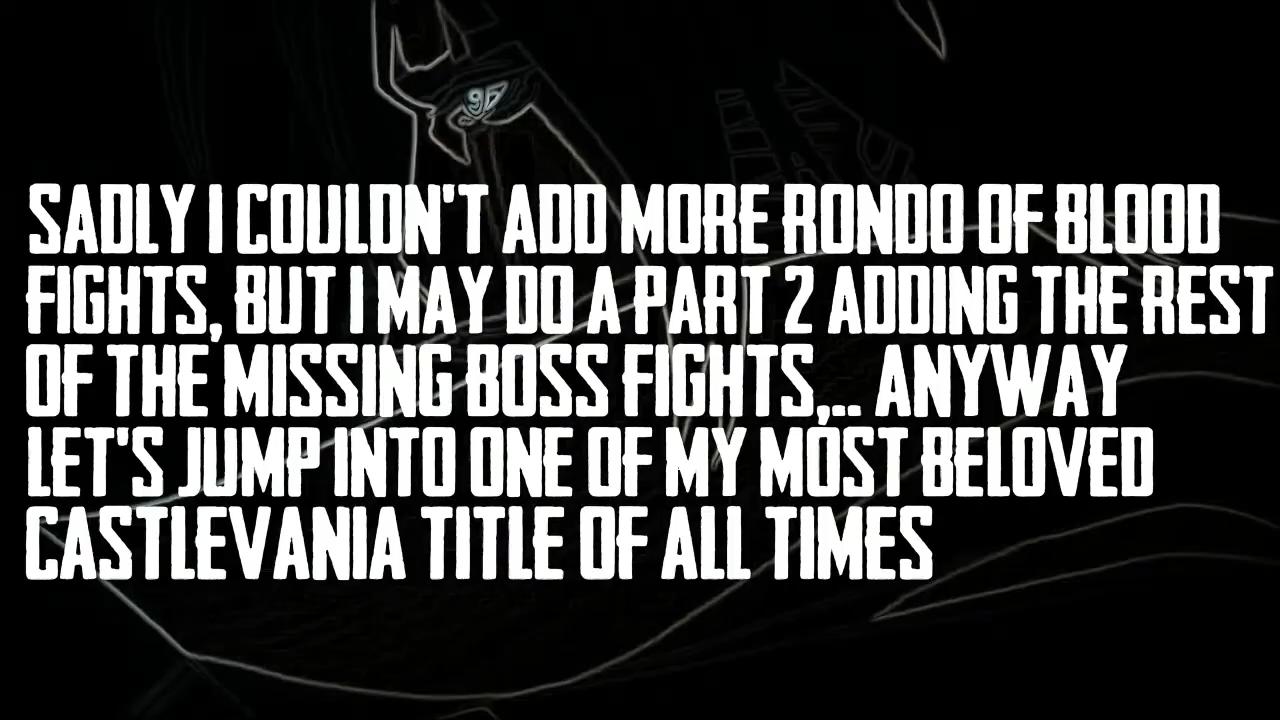 SADLY I COULDN'T ADD MORE RONDO OF BLOOD
FIGHTS, BUT I MAY DO A PART 2 ADDING THE REST
OF THE MISSING BOSS FIGHTS,.. ANYWAY
LET'S JUMP INTO ONE OF MY MOST BELOVED
CASTLEVANIA TITLE OF ALL TIMES